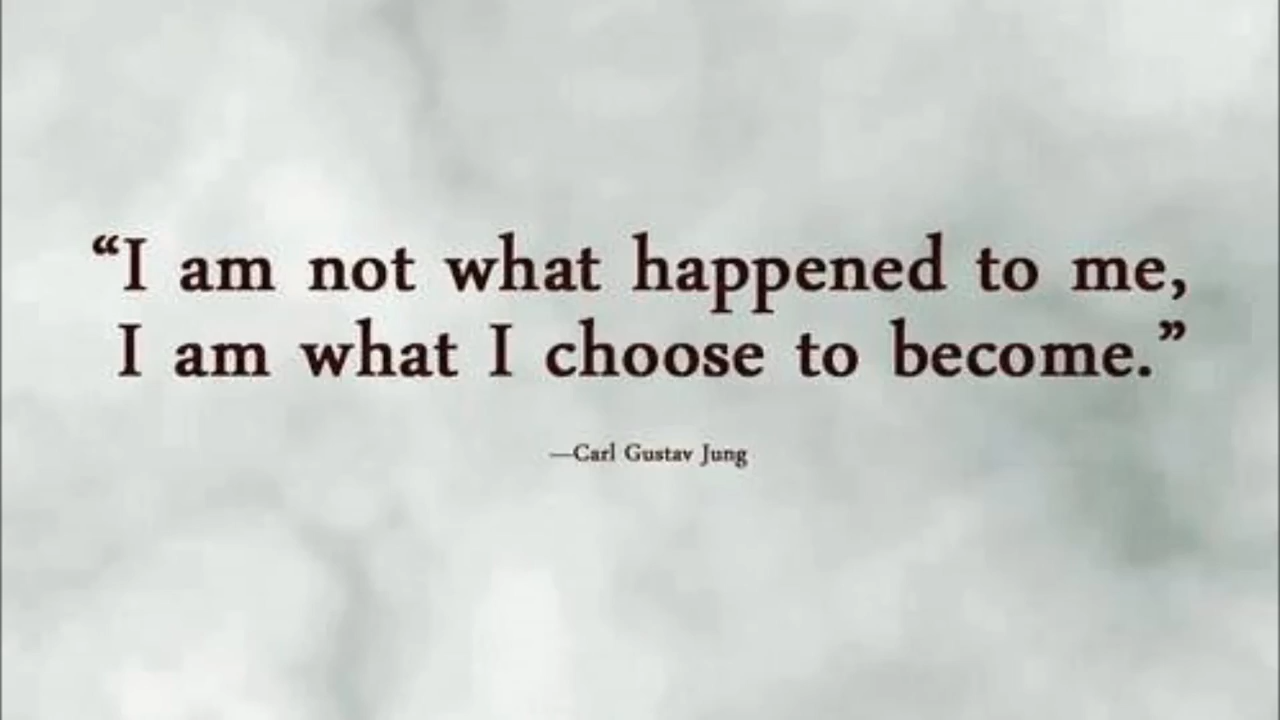 “I am not what happened to me,
I am what I choose to become.”
—Carl Gustav Jung